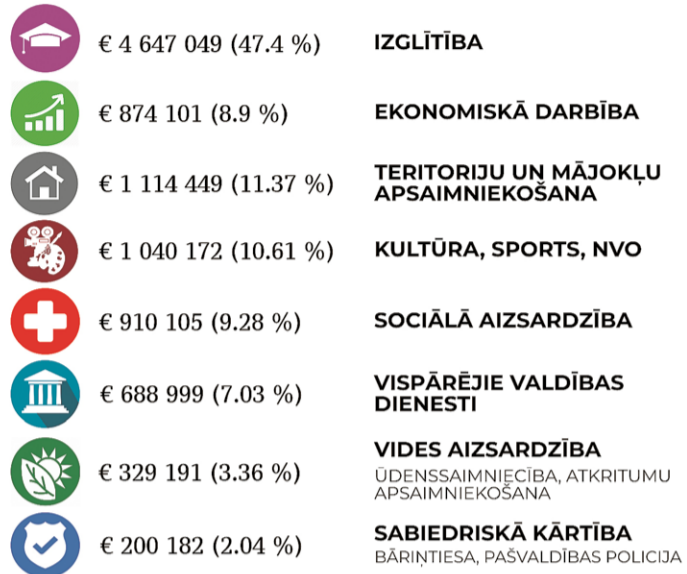 € 4 647 049 (47.4 %) IZGLĪTĪBA
€ 874 101 (8.9 %) EKONOMISKĀ DARBĪBA
€ 1 114 449 (11.37 %) TERITORIJU UN MĀJOKĻU
APSAIMNIEKOŠANA
€ 1 040 172 (10.61 %) KULTŪRA, SPORTS, NVO
€ 910 105 (9.28 %) SOCIĀLĀ AIZSARDZĪBA
€ 688 999 (7.03 %) VISPĀRĒJIE VALDĪBAS
DIENESTI
€ 329 191 (3.36 %) VIDES AIZSARDZĪBA
ŪDENSSAIMNIECĪBA, ATKRITUMU
APSAIMNIEKOŠANA
€ 200 182 (2.04 %) SABIEDRISKĀ KĀRTĪBA
BĀRIŅTIESA, PAŠVALDĪBAS POLICIJA